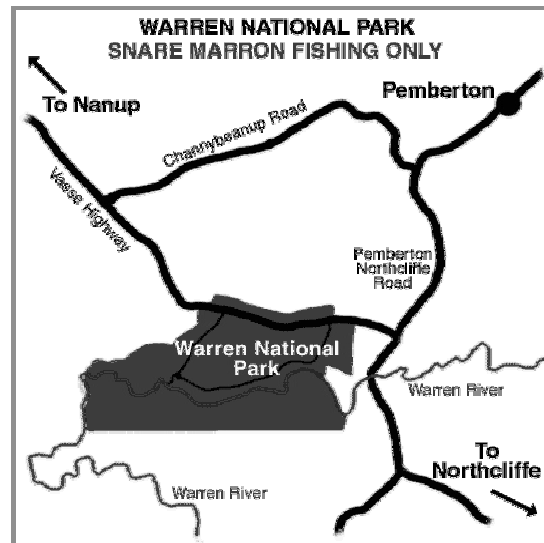 WARREN NATIONAL PARK
SNARE MARRON FISHING ONLY
To Nanup
Pemberton
Channybeanup Road
Vasse Highway
Pemberton
Northcliffe
Road
Warren National
Park
Warren River
To
Northcliffe
Warren River